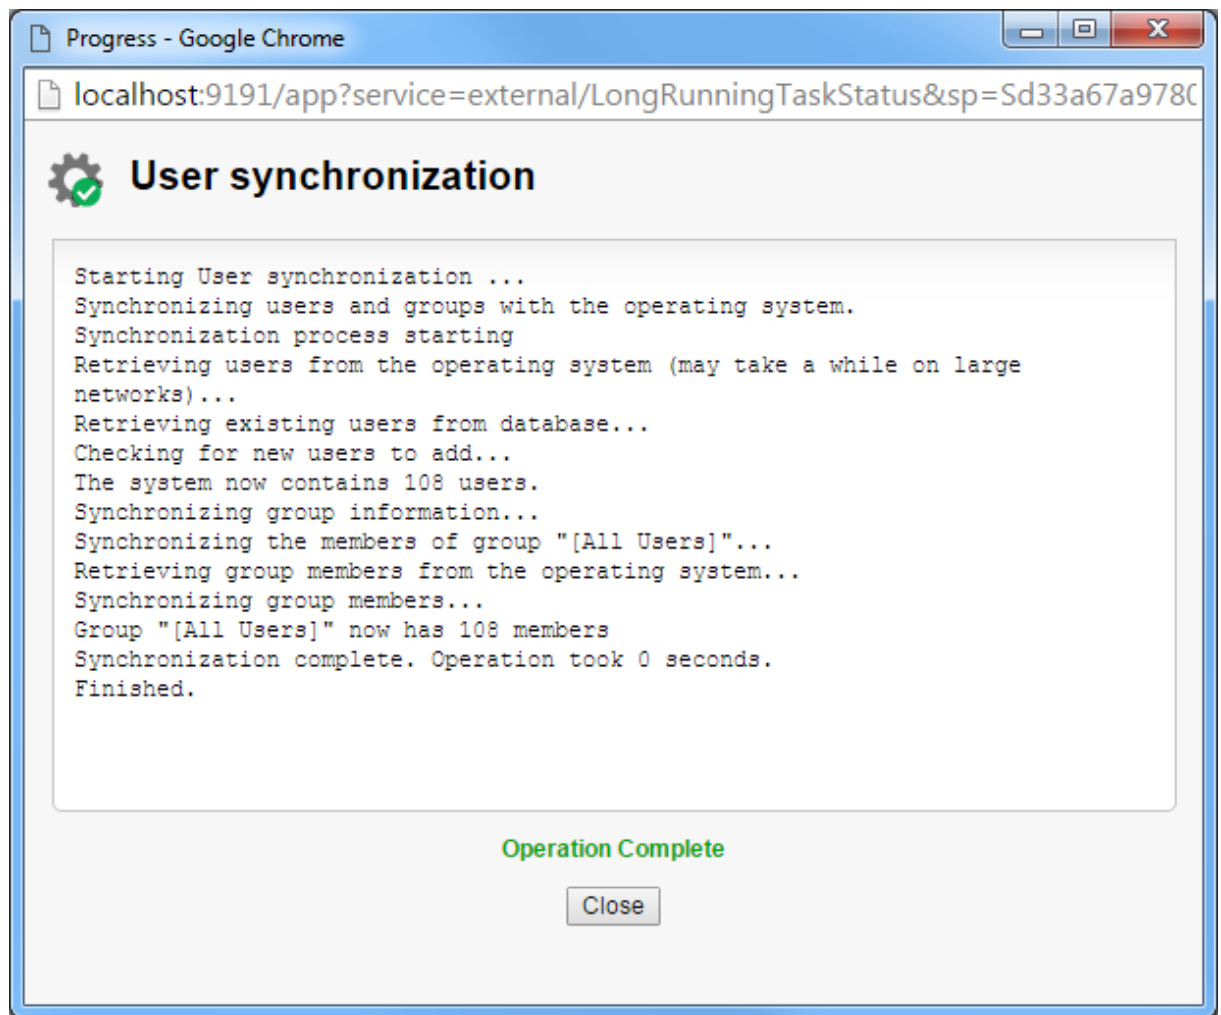 Progress - Google Chrome
localhost:9191/app?service=external/LongRunningTaskStatus&sp=Sd33a67a978
User synchronization
Starting User synchronization ...
Synchronizing users and groups with the operating system.
Synchronization process starting
Retrieving users from the operating system (may take a while on large
networks)...
Retrieving existing users from database...
Checking for new users to add...
The system now contains 108 users.
Synchronizing group information...
Synchronizing the members of group "[All Users]"...
Retrieving group members from the operating system...
Synchronizing group members...
Group "[All Users]" now has 108 members
Synchronization complete. Operation took 0 seconds.
Finished.
Operation Complete
Close